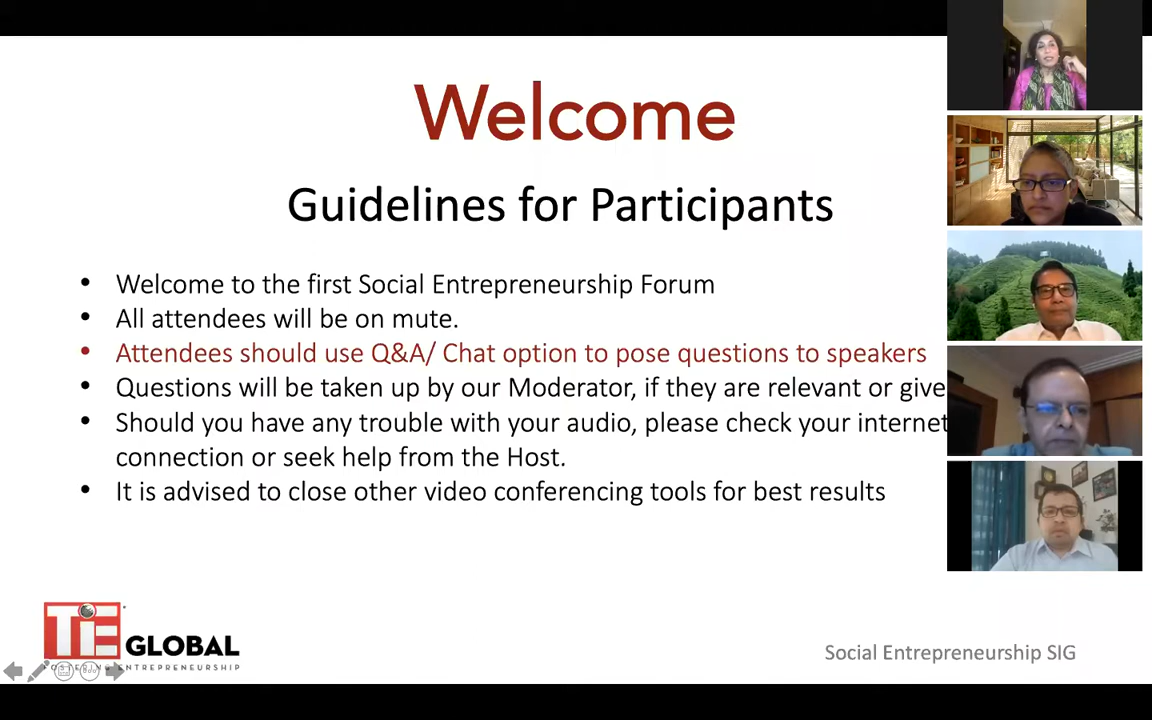 Welcome
Guidelines for Participants
• Welcome to the first Social Entrepreneurship Forum
• All attendees will be on mute.
• Attendees should use Q&A/ Chat option to pose questions to speakers
• Questions will be taken up by our Moderator, if they are relevant or give
• Should you have any trouble with your audio, please check your internet
connection or seek help from the Host.
• It is advised to close other video conferencing tools for best results
TiE GLOBAL
FOSTERING ENTREPRENEURSHIP
Social Entrepreneurship SIG